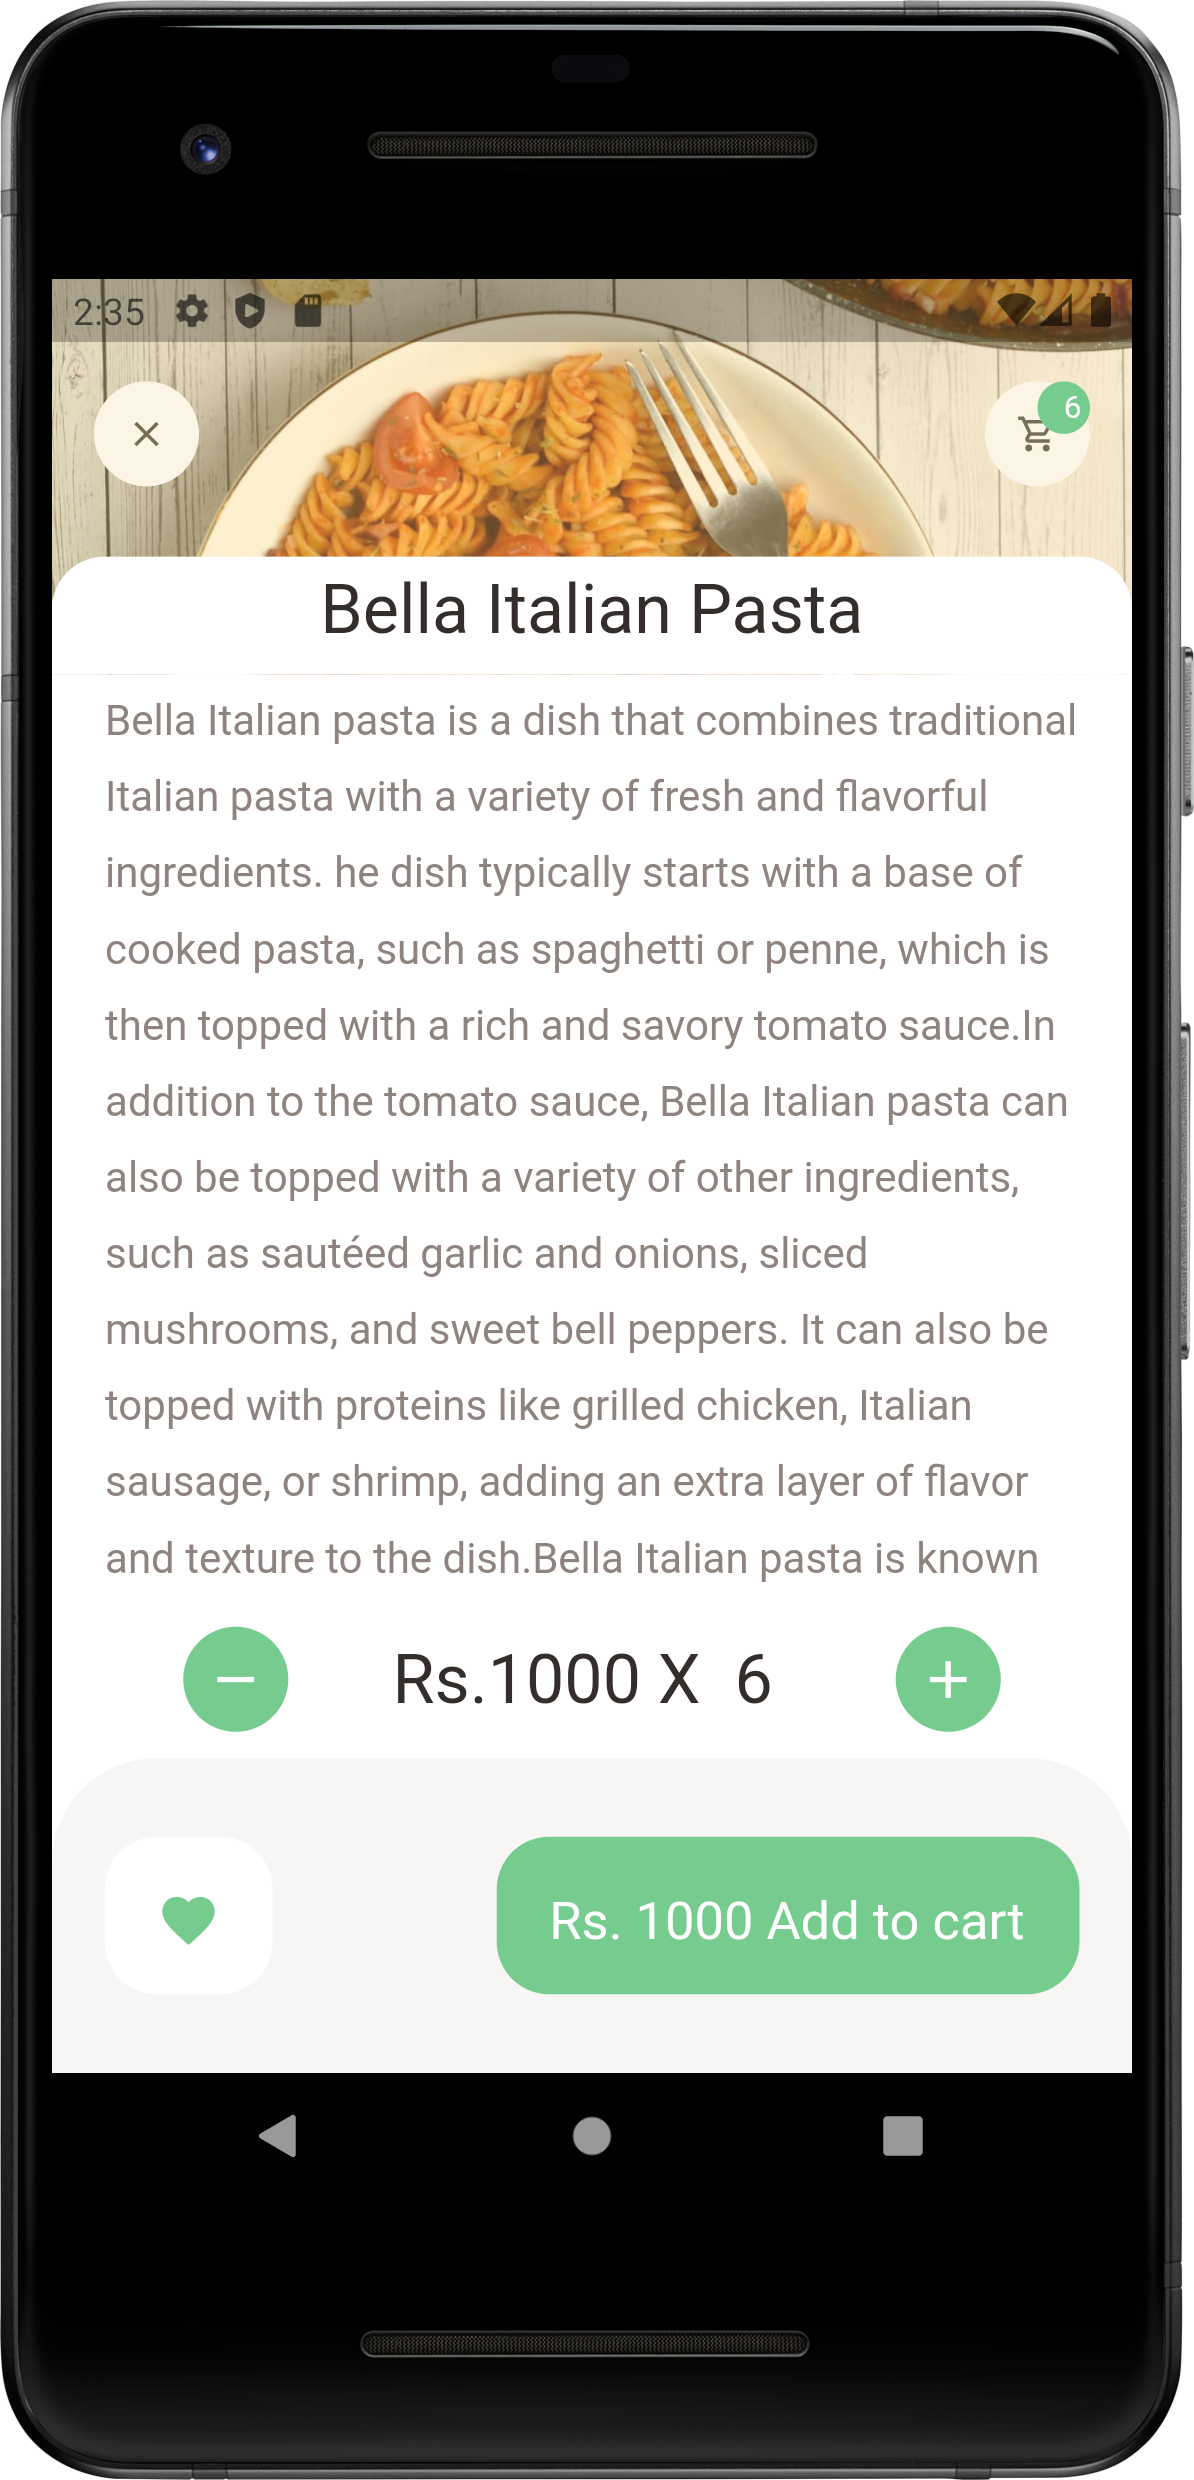 2:35
6
Bella Italian Pasta
Bella Italian pasta is a dish that combines traditional
Italian pasta with a variety of fresh and flavorful
ingredients. he dish typically starts with a base of
cooked pasta, such as spaghetti or penne, which is
then topped with a rich and savory tomato sauce.In
addition to the tomato sauce, Bella Italian pasta can
also be topped with a variety of other ingredients,
such as sautéed garlic and onions, sliced
mushrooms, and sweet bell peppers. It can also be
topped with proteins like grilled chicken, Italian
sausage, or shrimp, adding an extra layer of flavor
and texture to the dish.Bella Italian pasta is known
Rs.1000 X  6
Rs. 1000 Add to cart